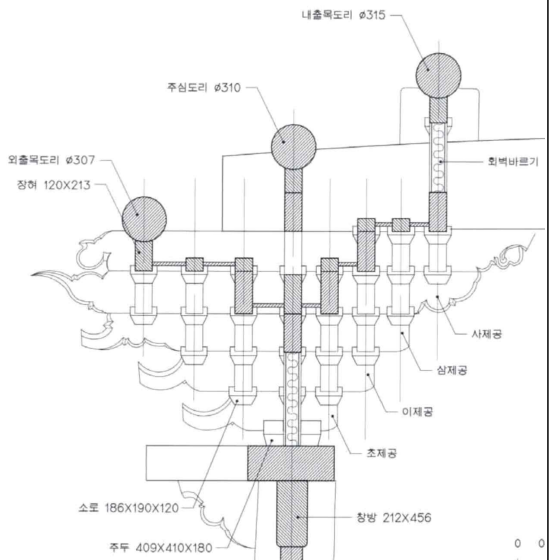 내출목도리 ø315
주심도리 ø310
외출목도리 ø307
장혀 120X213
회벽바르기
사제공
삼제공
이제공
초제공
소로 186X190X120
창방 212X456
주두 409X410X180
0 0